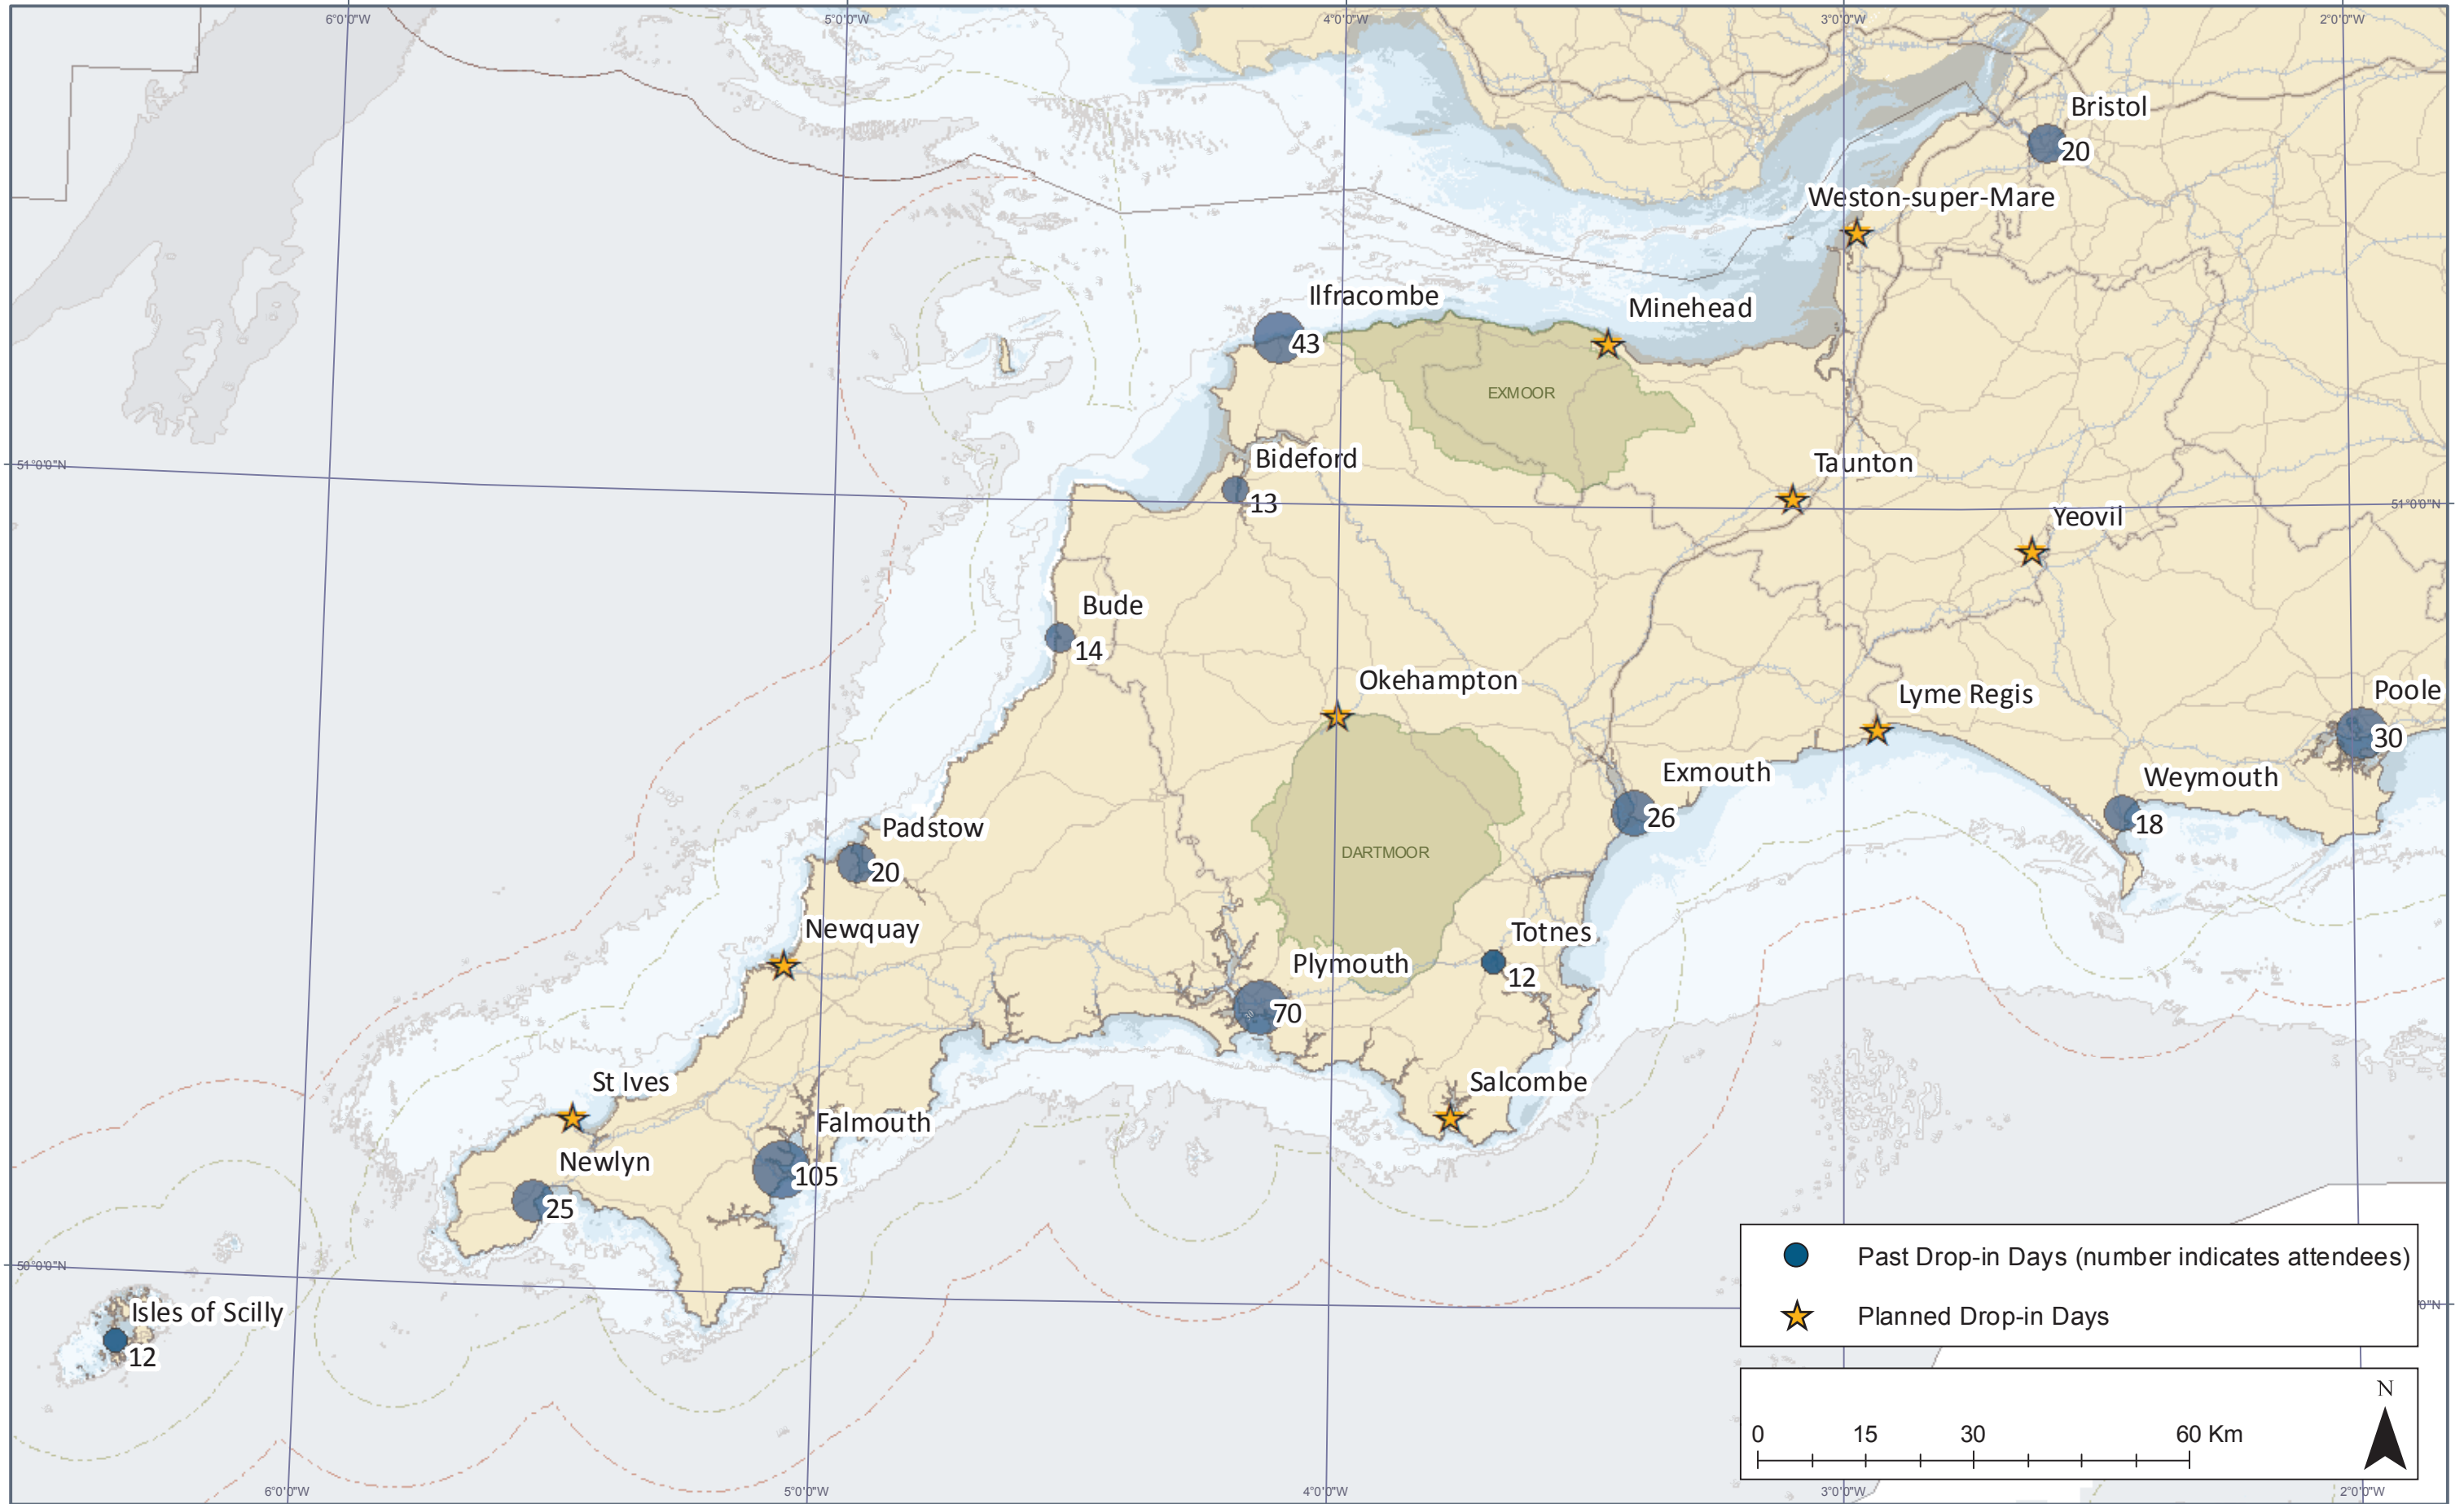 6°0'0"W
5°0'0"W
4°0'0"W
3°0'0"W
2°0'0"W
Bristol
20
Weston-super-Mare
Ilfracombe
43
Minehead
EXMOOR
51°0'0"N
Bideford
13
Taunton
51°0'0"N
Yeovil
Bude
14
Okehampton
Lyme Regis
Poole
30
Exmouth
26
Weymouth
18
Padstow
20
DARTMOOR
Newquay
Totnes
12
Plymouth
70
St Ives
Salcombe
Falmouth
105
Newlyn
25
50°0'0"N
Isles of Scilly
12
Past Drop-in Days (number indicates attendees)
Planned Drop-in Days
0'N
N
0 15 30 60 Km
6°0'0"W
5°0'0"W
4°0'0"W
3°0'0"W
2°0'0"W